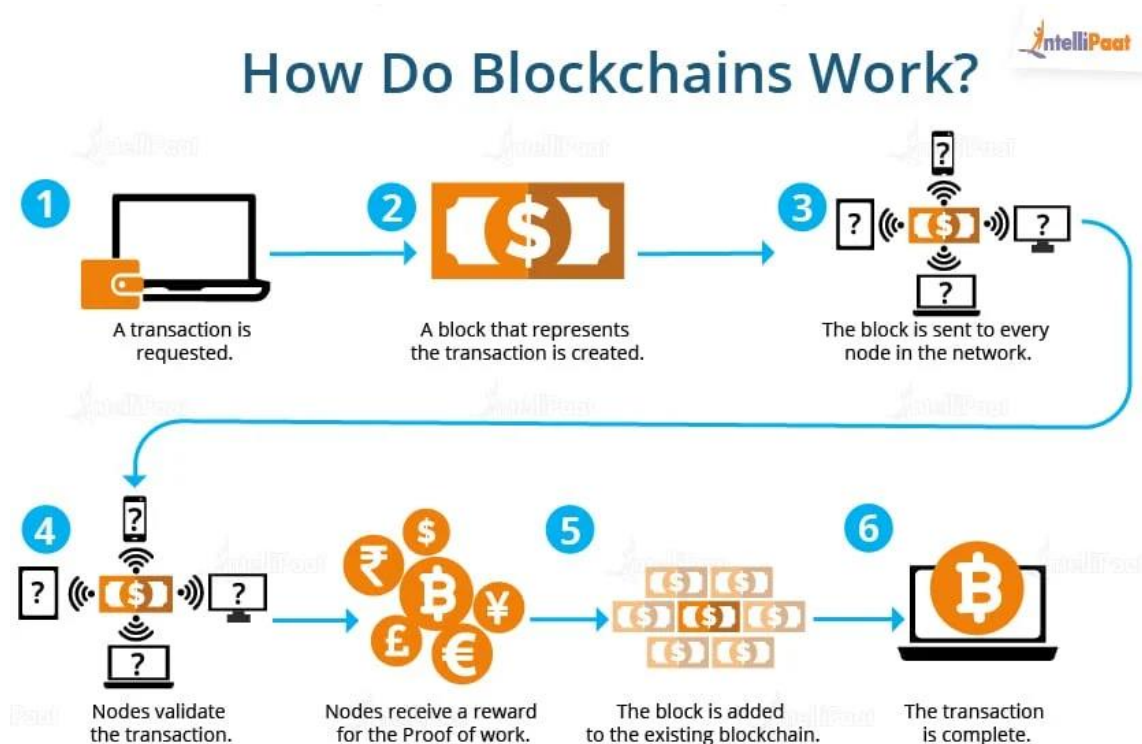 IntelliPaat
How Do Blockchains Work?
1
2
3
?
?
$
?
$
?
A transaction is
requested.
A block that represents
the transaction is created.
The block is sent to every
node in the network.
4
5
6
?
?
$
?
?
$
₹
₿
¥
£
€
$
$
$
$
$
$
$
₿
Nodes validate
the transaction.
Nodes receive a reward
for the Proof of work.
The block is added
to the existing blockchain.
The transaction
is complete.